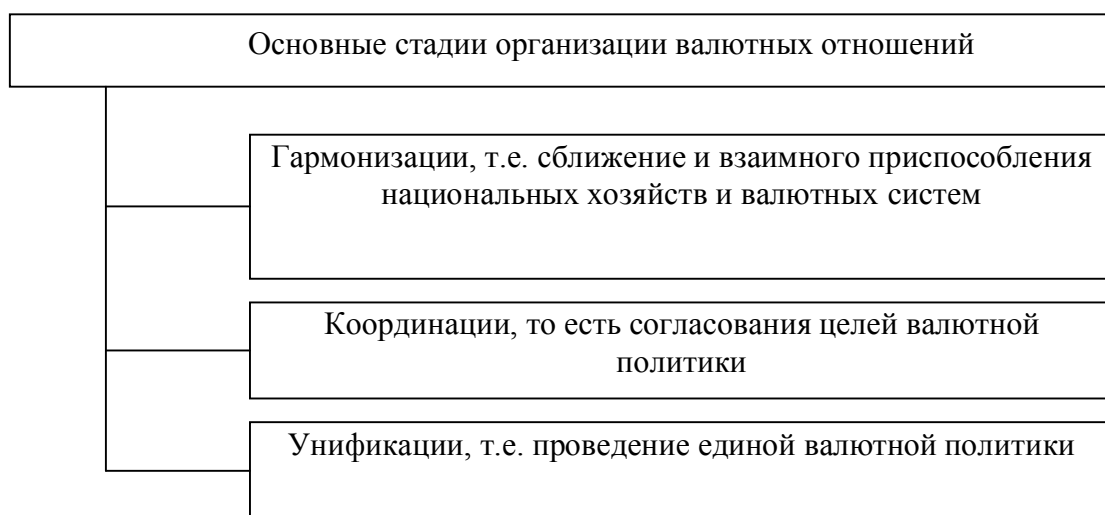 Основные стадии организации валютных отношений
Гармонизации, т.е. сближение и взаимного приспособления
национальных хозяйств и валютных систем
Координации, то есть согласования целей валютной
политики
Унификации, т.е. проведение единой валютной политики